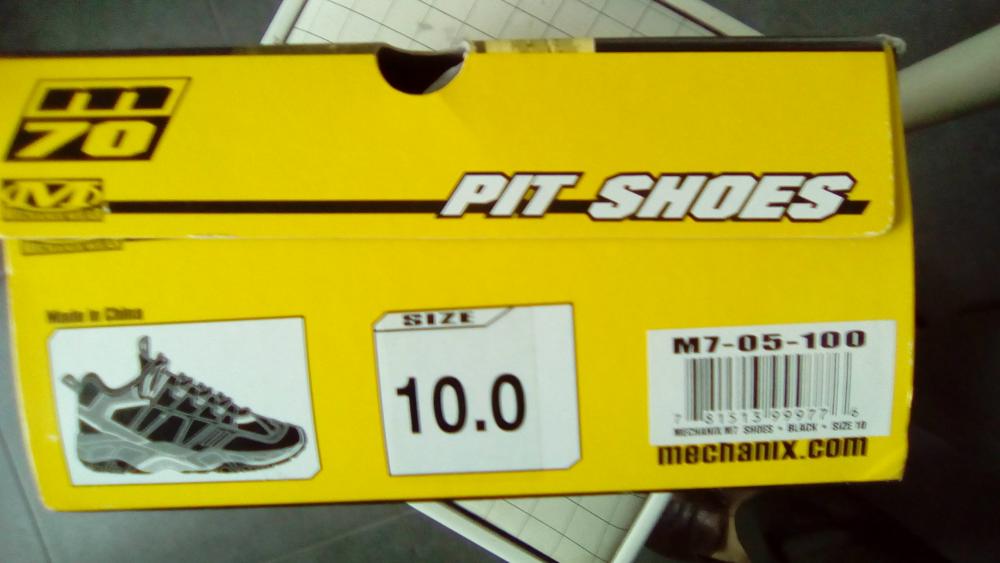 m
70
M
PIT SHOES
Made in China
SIZE
10.0
M7-05-100
7 81513 99977 6
MECHANIX M7 SHOES • BLACK • SIZE 10
mechanix.com